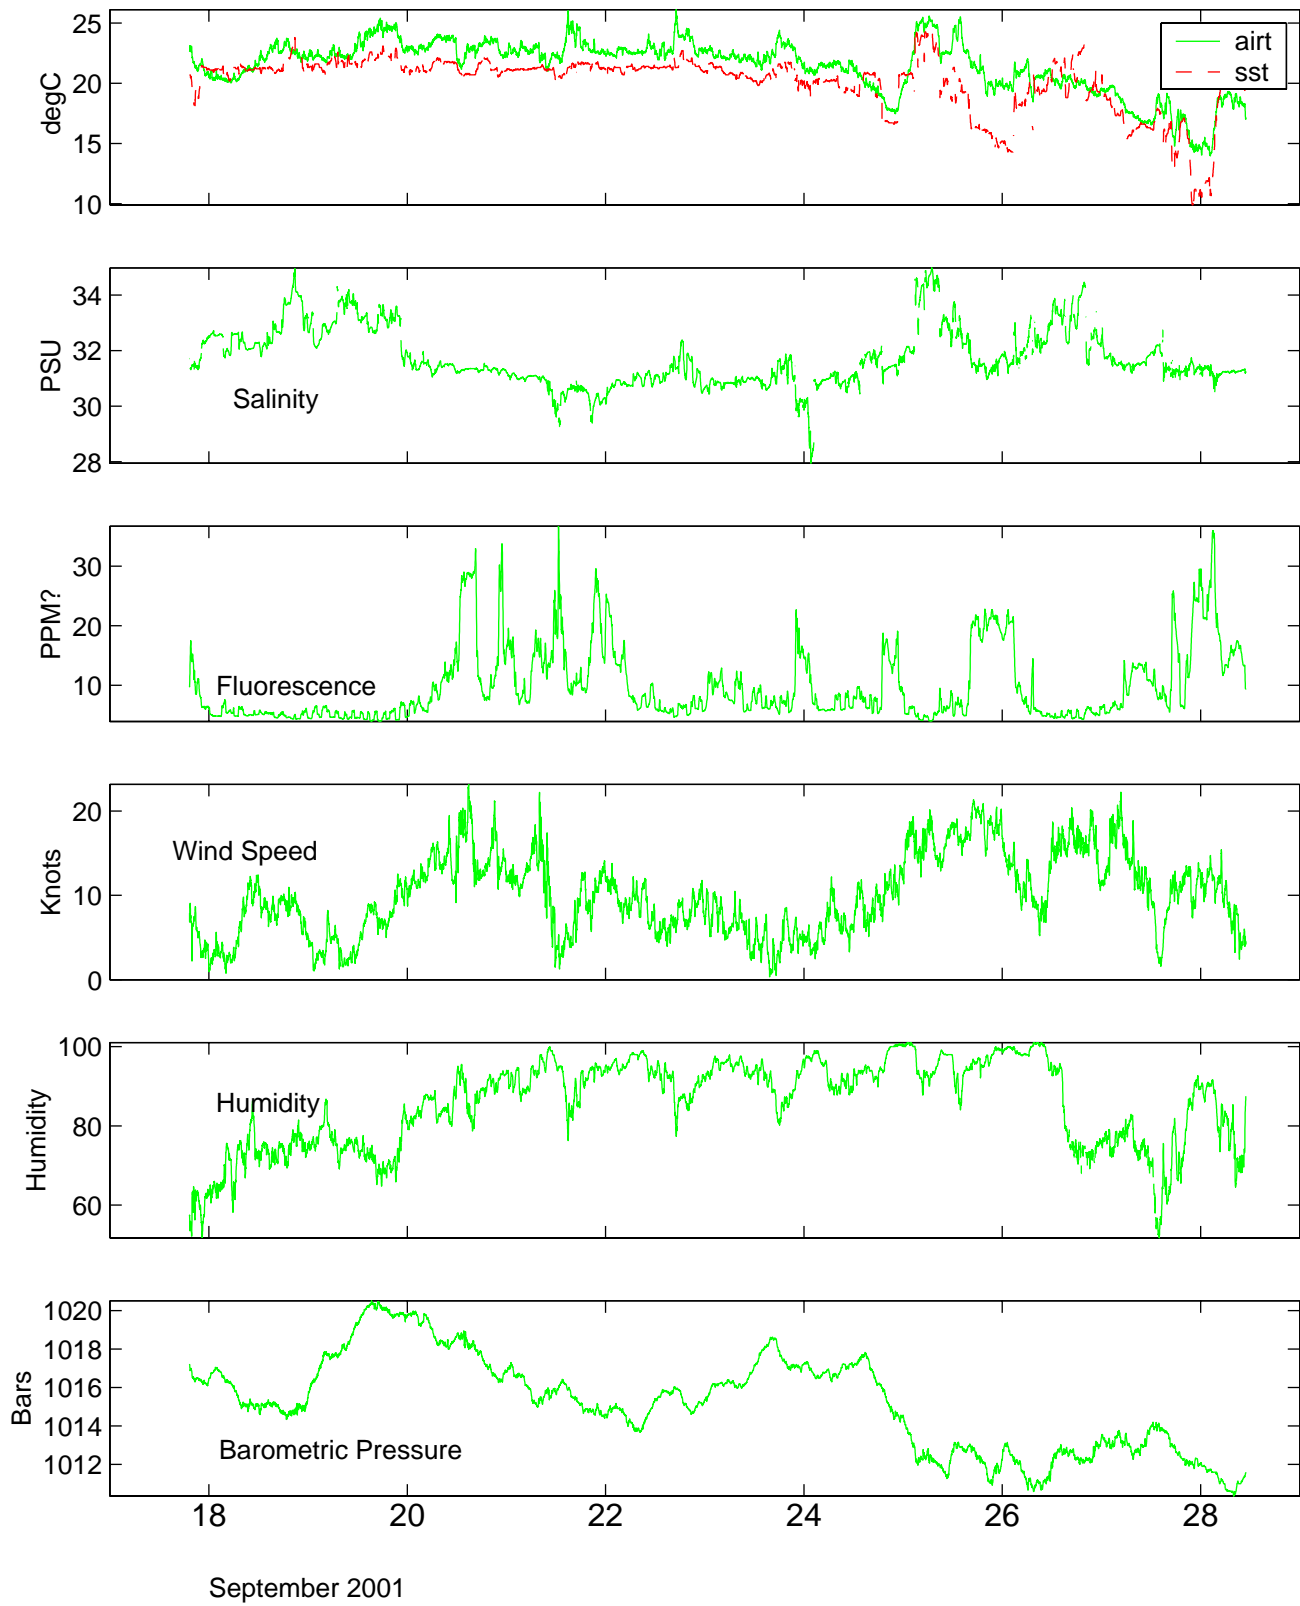 25
20
15
10
degC
airt
sst
34
32
30
28
PSU
Salinity
30
20
10
PPM?
Fluorescence
20
10
0
Knots
Wind Speed
100
80
60
Humidity
Humidity
1020
1018
1016
1014
1012
Bars
Barometric Pressure
18 20 22 24 26 28
September 2001